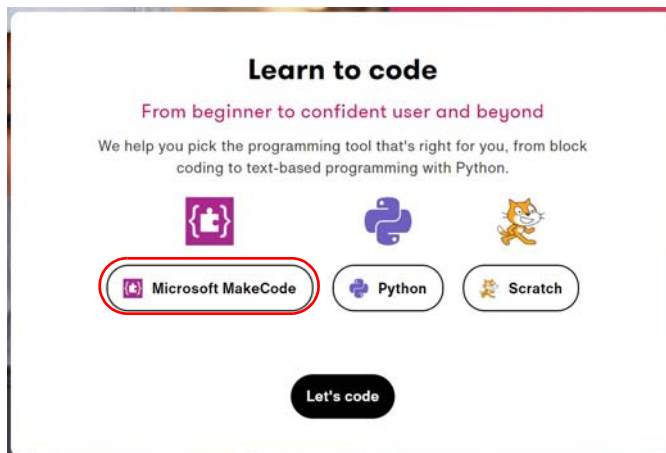 Learn to code
From beginner to confident user and beyond
We help you pick the programming tool that's right for you, from block
coding to text-based programming with Python.
Microsoft MakeCode
Python
Scratch
Let's code